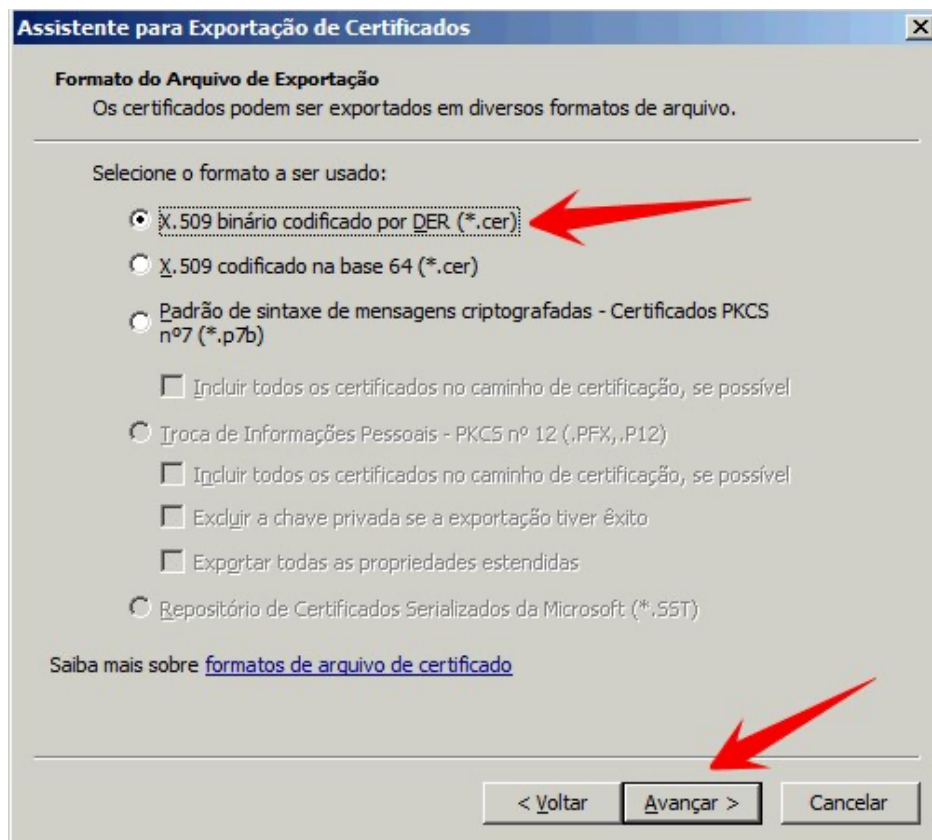 Assistente para Exportação de Certificados
Formato do Arquivo de Exportação
Os certificados podem ser exportados em diversos formatos de arquivo.
Selecione o formato a ser usado:
X.509 binário codificado por DER (*.cer)
X.509 codificado na base 64 (*.cer)
Padrão de sintaxe de mensagens criptografadas - Certificados PKCS
nº7 (*.p7b)
Incluir todos os certificados no caminho de certificação, se possível
Troca de Informações Pessoais - PKCS nº 12 (.PFX,.P12)
Incluir todos os certificados no caminho de certificação, se possível
Excluir a chave privada se a exportação tiver êxito
Exportar todas as propriedades estendidas
Repositório de Certificados Serializados da Microsoft (*.SST)
Saiba mais sobre formatos de arquivo de certificado
< Voltar
Avançar >
Cancelar